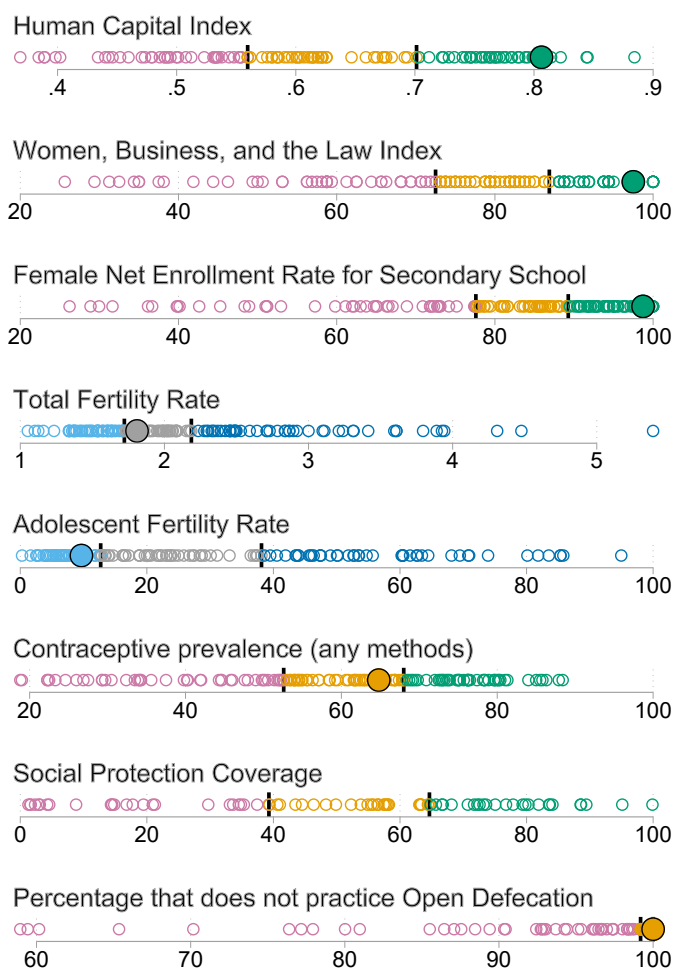 Human Capital Index
.4 .5 .6 .7 .8 .9
Women, Business, and the Law Index
20 40 60 80 100
Female Net Enrollment Rate for Secondary School
20 40 60 80 100
Total Fertility Rate
1 2 3 4 5
Adolescent Fertility Rate
0 20 40 60 80 100
Contraceptive prevalence (any methods)
20 40 60 80 100
Social Protection Coverage
0 20 40 60 80 100
Percentage that does not practice Open Defecation
60 70 80 90 100